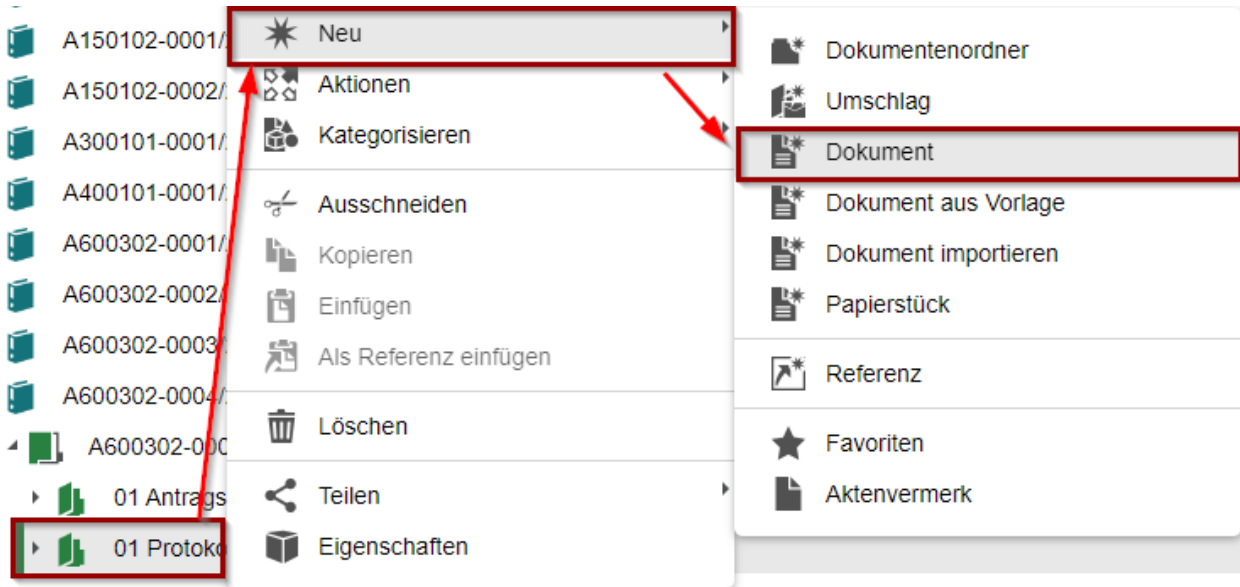 A150102-0001/
A150102-0002/
A300101-0001/
A400101-0001/
A600302-0001/
A600302-0002/
A600302-0003/
A600302-0004/
A600302-000
01 Antrags
01 Protoko
Neu
Aktionen
Kategorisieren
Ausschneiden
Kopieren
Einfügen
Als Referenz einfügen
Löschen
Teilen
Eigenschaften
Dokumentenordner
Umschlag
Dokument
Dokument aus Vorlage
Dokument importieren
Papierstück
Referenz
Favoriten
Aktenvermerk